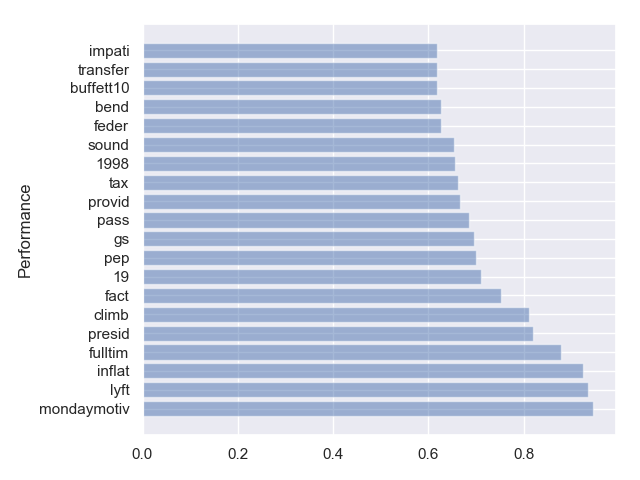 impati
transfer
buffett10
bend
feder
sound
1998
tax
provid
pass
gs
pep
19
fact
climb
presid
fulltim
inflat
lyft
mondaymotiv
Performance
0.0 0.2 0.4 0.6 0.8